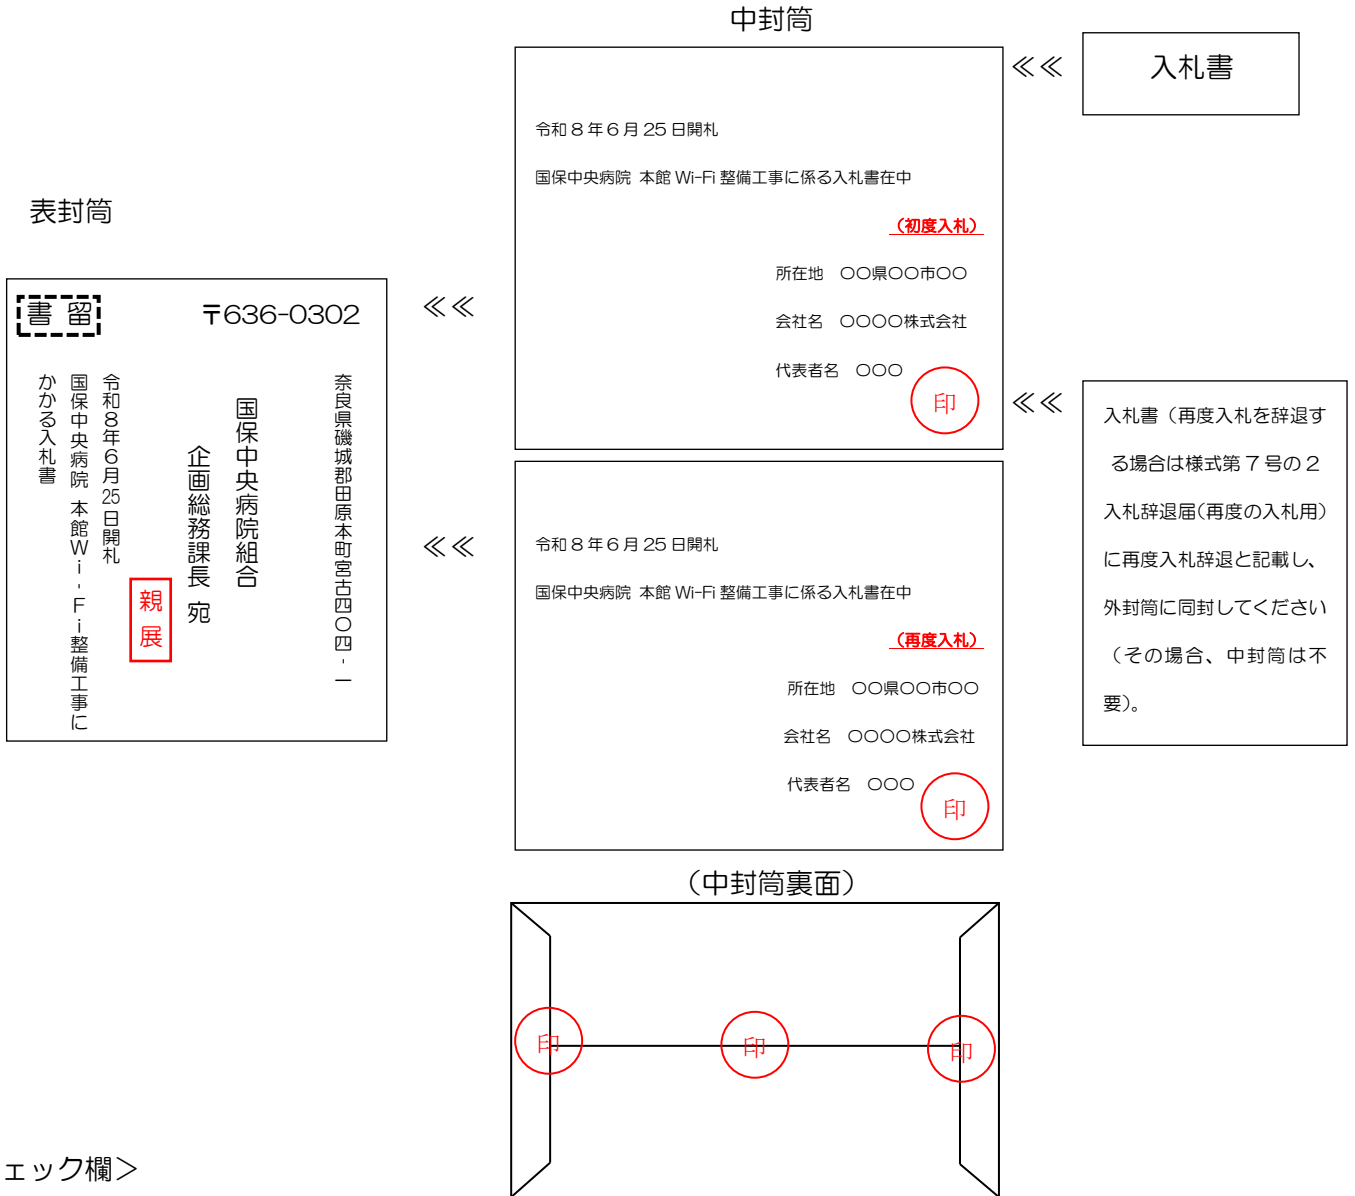 中封筒
≪≪
入札書
令和8年6月25日開札
国保中央病院 本館Wi-Fi整備工事に係る入札書在中
（初度入札）
所在地　〇〇県〇〇市〇〇
会社名　〇〇〇〇株式会社
代表者名　〇〇〇
印
表封筒
書留
〒636-0302
奈良県磯城郡田原本町宮古四〇四-一
国保中央病院組合
企画総務課長 宛
親展
令和8年6月25日開札
国保中央病院 本館Wi-Fi整備工事に
かかる入札書
≪≪
≪≪
≪≪
入札書（再度入札を辞退す
る場合は様式第7号の2
入札辞退届(再度の入札用)
に再度入札辞退と記載し、
外封筒に同封してください
（その場合、中封筒は不
要)。
令和8年6月25日開札
国保中央病院 本館Wi-Fi整備工事に係る入札書在中
（再度入札）
所在地　〇〇県〇〇市〇〇
会社名　〇〇〇〇株式会社
代表者名　〇〇〇
印
（中封筒裏面）
印
印
印
ェック欄＞